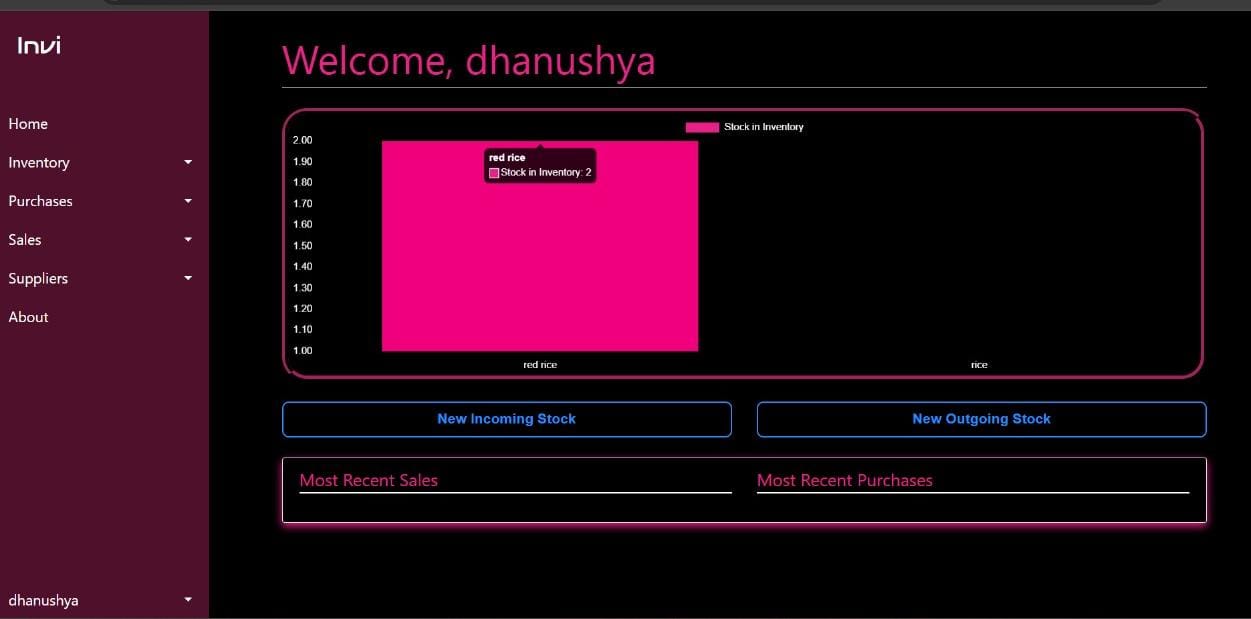 Invi
Home
Inventory
Purchases
Sales
Suppliers
About
dhanushya
Welcome, dhanushya
Stock in Inventory
2.00
1.90
1.80
1.70
1.60
1.50
1.40
1.30
1.20
1.10
1.00
red rice
Stock in Inventory: 2
red rice
rice
New Incoming Stock
New Outgoing Stock
Most Recent Sales
Most Recent Purchases